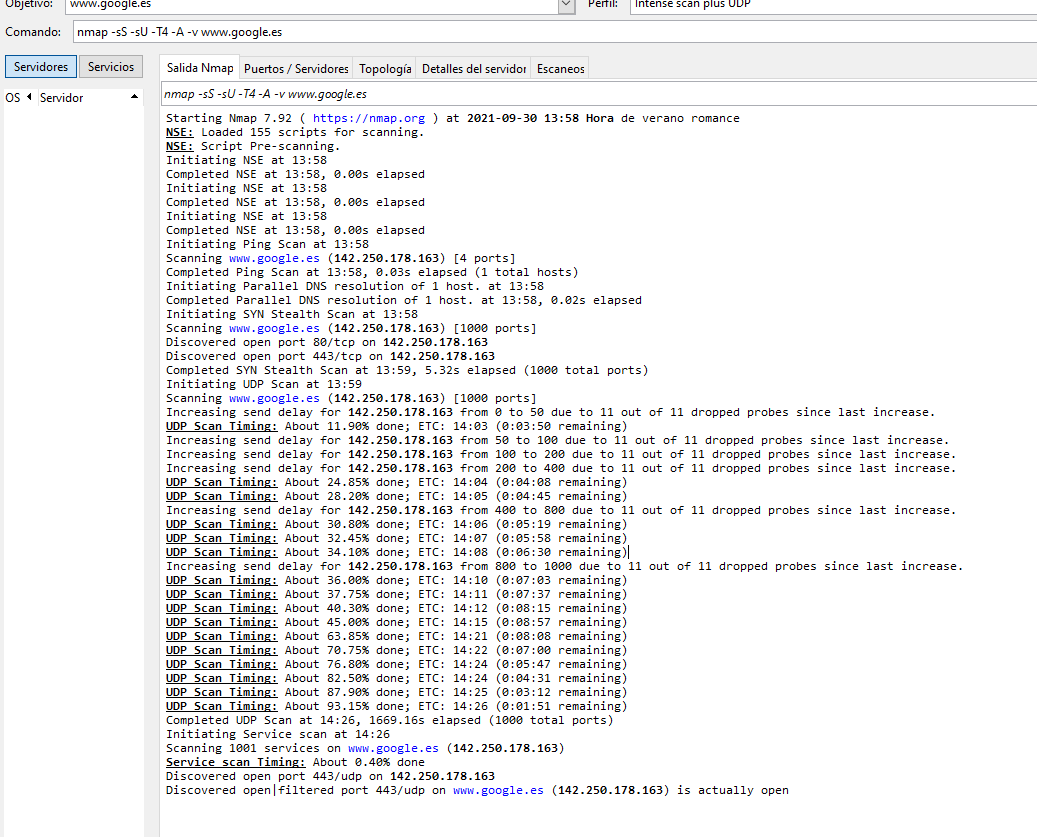 Objetivo: www.google.es Perfil: Intense scan plus UDP
Comando: nmap -sS -sU -T4 -A -v www.google.es
Servidores Servicios Salida Nmap Puertos / Servidores Topología Detalles del servidor Escaneos
OS Servidor
nmap -sS -sU -T4 -A -v www.google.es
Starting Nmap 7.92 ( https://nmap.org ) at 2021-09-30 13:58 Hora de verano romance
NSE: Loaded 155 scripts for scanning.
NSE: Script Pre-scanning.
Initiating NSE at 13:58
Completed NSE at 13:58, 0.00s elapsed
Initiating NSE at 13:58
Completed NSE at 13:58, 0.00s elapsed
Initiating NSE at 13:58
Completed NSE at 13:58, 0.00s elapsed
Initiating Ping Scan at 13:58
Scanning www.google.es (142.250.178.163) [4 ports]
Completed Ping Scan at 13:58, 0.03s elapsed (1 total hosts)
Initiating Parallel DNS resolution of 1 host. at 13:58
Completed Parallel DNS resolution of 1 host. at 13:58, 0.02s elapsed
Initiating SYN Stealth Scan at 13:58
Scanning www.google.es (142.250.178.163) [1000 ports]
Discovered open port 80/tcp on 142.250.178.163
Discovered open port 443/tcp on 142.250.178.163
Completed SYN Stealth Scan at 13:59, 5.32s elapsed (1000 total ports)
Initiating UDP Scan at 13:59
Scanning www.google.es (142.250.178.163) [1000 ports]
Increasing send delay for 142.250.178.163 from 0 to 50 due to 11 out of 11 dropped probes since last increase.
UDP Scan Timing: About 11.90% done; ETC: 14:03 (0:03:50 remaining)
Increasing send delay for 142.250.178.163 from 50 to 100 due to 11 out of 11 dropped probes since last increase.
Increasing send delay for 142.250.178.163 from 100 to 200 due to 11 out of 11 dropped probes since last increase.
Increasing send delay for 142.250.178.163 from 200 to 400 due to 11 out of 11 dropped probes since last increase.
UDP Scan Timing: About 24.85% done; ETC: 14:04 (0:04:08 remaining)
UDP Scan Timing: About 28.20% done; ETC: 14:05 (0:04:45 remaining)
Increasing send delay for 142.250.178.163 from 400 to 800 due to 11 out of 11 dropped probes since last increase.
UDP Scan Timing: About 30.80% done; ETC: 14:06 (0:05:19 remaining)
UDP Scan Timing: About 32.45% done; ETC: 14:07 (0:05:58 remaining)
UDP Scan Timing: About 34.10% done; ETC: 14:08 (0:06:30 remaining)
Increasing send delay for 142.250.178.163 from 800 to 1000 due to 11 out of 11 dropped probes since last increase.
UDP Scan Timing: About 36.00% done; ETC: 14:10 (0:07:03 remaining)
UDP Scan Timing: About 37.75% done; ETC: 14:11 (0:07:37 remaining)
UDP Scan Timing: About 40.30% done; ETC: 14:12 (0:08:15 remaining)
UDP Scan Timing: About 45.00% done; ETC: 14:15 (0:08:57 remaining)
UDP Scan Timing: About 63.85% done; ETC: 14:21 (0:08:08 remaining)
UDP Scan Timing: About 70.75% done; ETC: 14:22 (0:07:00 remaining)
UDP Scan Timing: About 76.80% done; ETC: 14:24 (0:05:47 remaining)
UDP Scan Timing: About 82.50% done; ETC: 14:24 (0:04:31 remaining)
UDP Scan Timing: About 87.90% done; ETC: 14:25 (0:03:12 remaining)
UDP Scan Timing: About 93.15% done; ETC: 14:26 (0:01:51 remaining)
Completed UDP Scan at 14:26, 1669.16s elapsed (1000 total ports)
Initiating Service scan at 14:26
Scanning 1001 services on www.google.es (142.250.178.163)
Service scan Timing: About 0.40% done
Discovered open port 443/udp on 142.250.178.163
Discovered open|filtered port 443/udp on www.google.es (142.250.178.163) is actually open